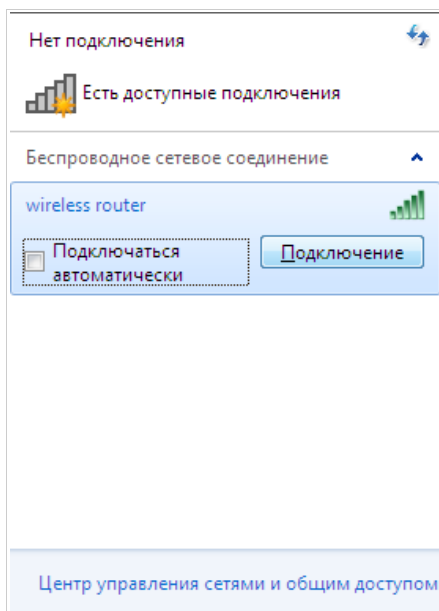 Нет подключения
Есть доступные подключения
Беспроводное сетевое соединение
wireless router
Подключаться
автоматически
Подключение
Центр управления сетями и общим доступом